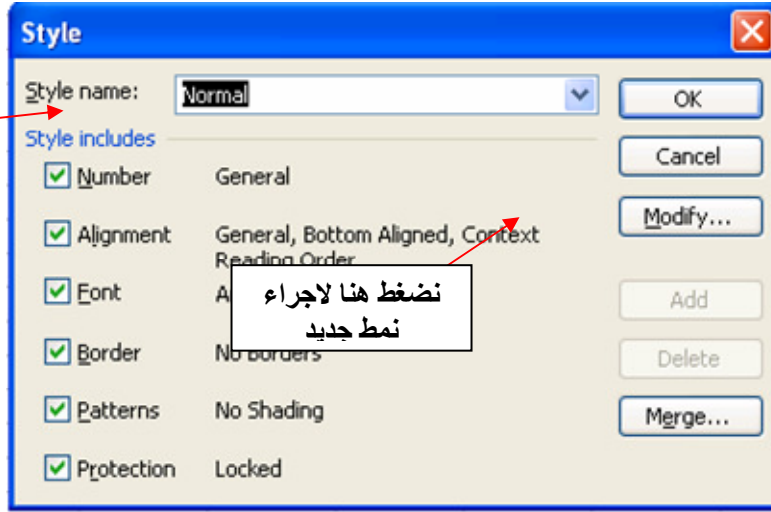 Style
Style name: Normal
OK
Style includes
Cancel
Number General
Modify...
Alignment General, Bottom Aligned, Context
Reading Order
نضغط هنا لاجراء
نمط جديد
Font
Add
Border No Borders
Delete
Patterns No Shading
Merge...
Protection Locked